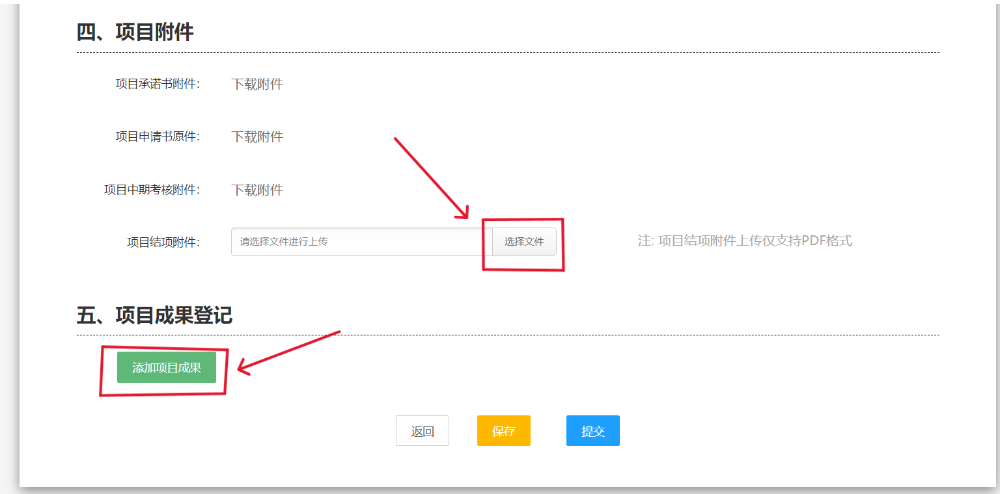 四、项目附件
项目承诺书附件： 下载附件
项目申请书原件： 下载附件
项目中期考核附件： 下载附件
项目结项附件： 请选择文件进行上传 选择文件 注: 项目结项附件上传仅支持PDF格式
五、项目成果登记
添加项目成果
返回 保存 提交